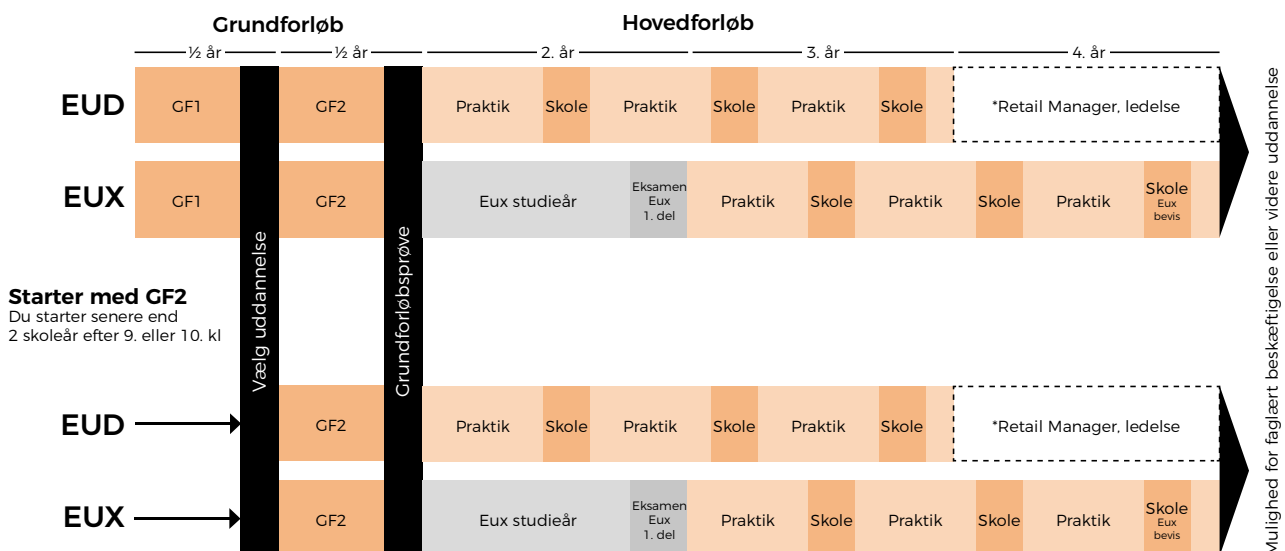 Grundforløb
Hovedforløb
½ år
½ år
2. år
3. år
4. år
EUD
GF1
GF2
Praktik
Skole
Praktik
Skole
Praktik
Skole
*Retail Manager, ledelse
EUX
GF1
GF2
Eux studieår
Eksamen
Eux
1. del
Praktik
Skole
Praktik
Skole
Praktik
Skole
Eux
bevis
Vælg uddannelse
Grundforløbsprøve
Starter med GF2
Du starter senere end
2 skoleår efter 9. eller 10. kl
EUD
GF2
Praktik
Skole
Praktik
Skole
Praktik
Skole
*Retail Manager, ledelse
EUX
GF2
Eux studieår
Eksamen
Eux
1. del
Praktik
Skole
Praktik
Skole
Praktik
Skole
Eux
bevis
Mulighed for faglært beskæftigelse eller videre uddannelse